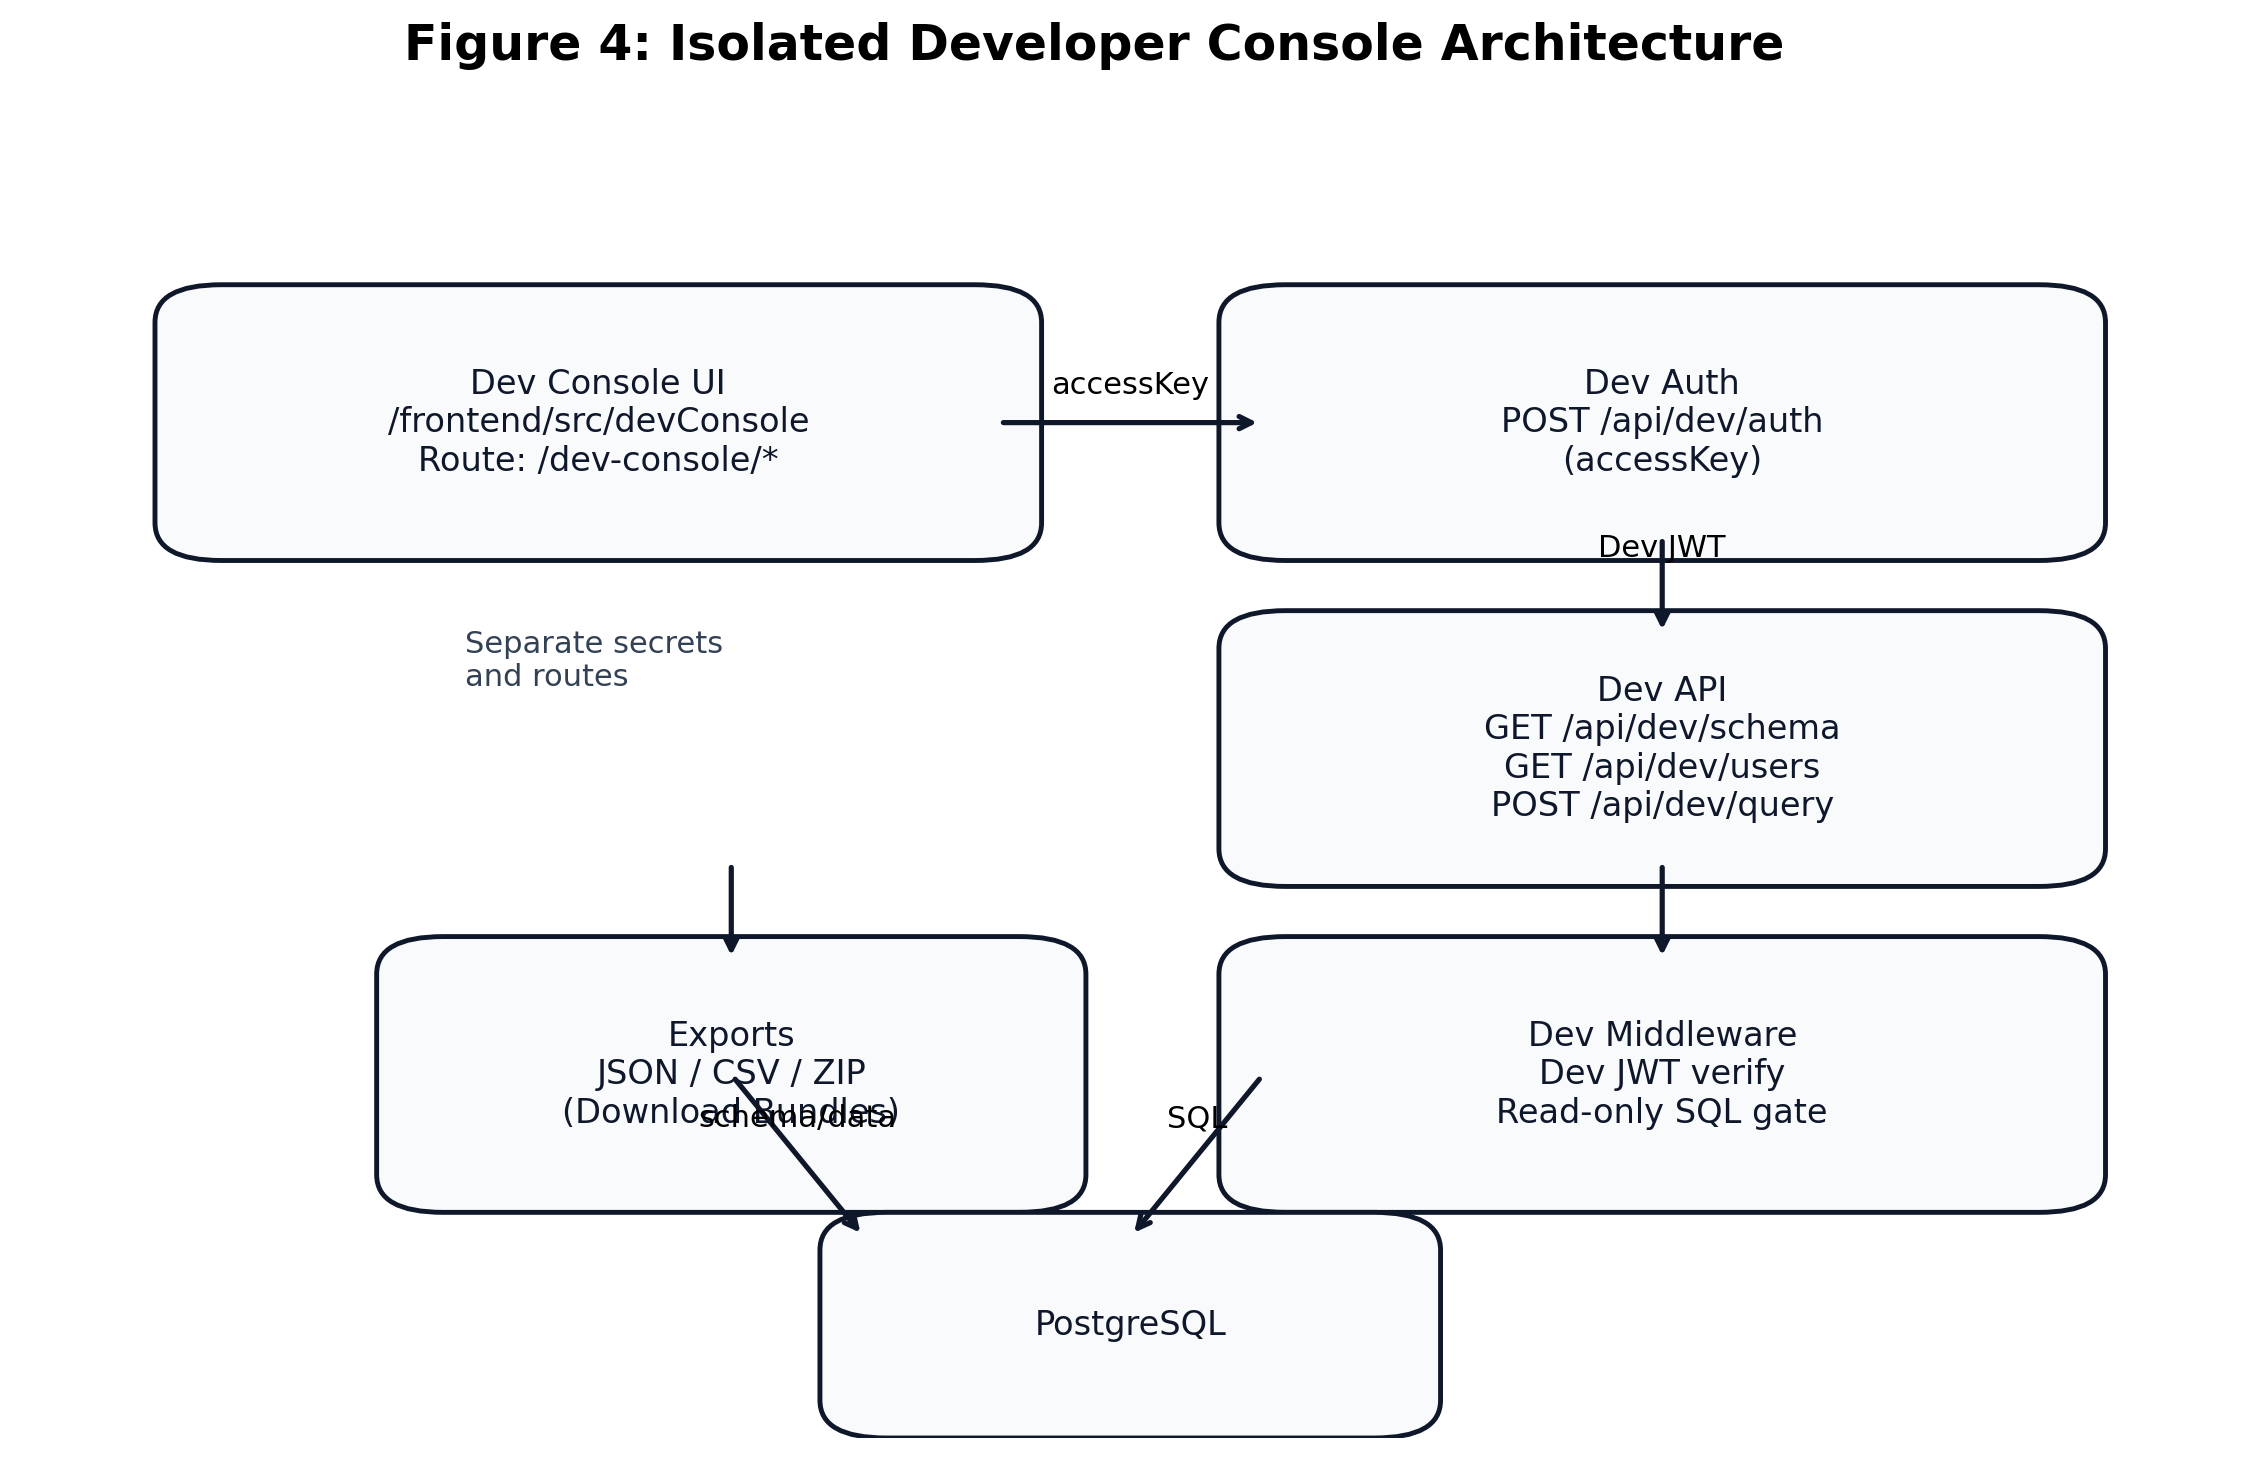 Figure 4: Isolated Developer Console Architecture
Dev Console UI
/frontend/src/devConsole
Route: /dev-console/*
accessKey
Dev Auth
POST /api/dev/auth
(accessKey)
Dev JWT
Separate secrets
and routes
Dev API
GET /api/dev/schema
GET /api/dev/users
POST /api/dev/query
Exports
JSON / CSV / ZIP
(Download Bundles)
schema/data
SQL
Dev Middleware
Dev JWT verify
Read-only SQL gate
PostgreSQL